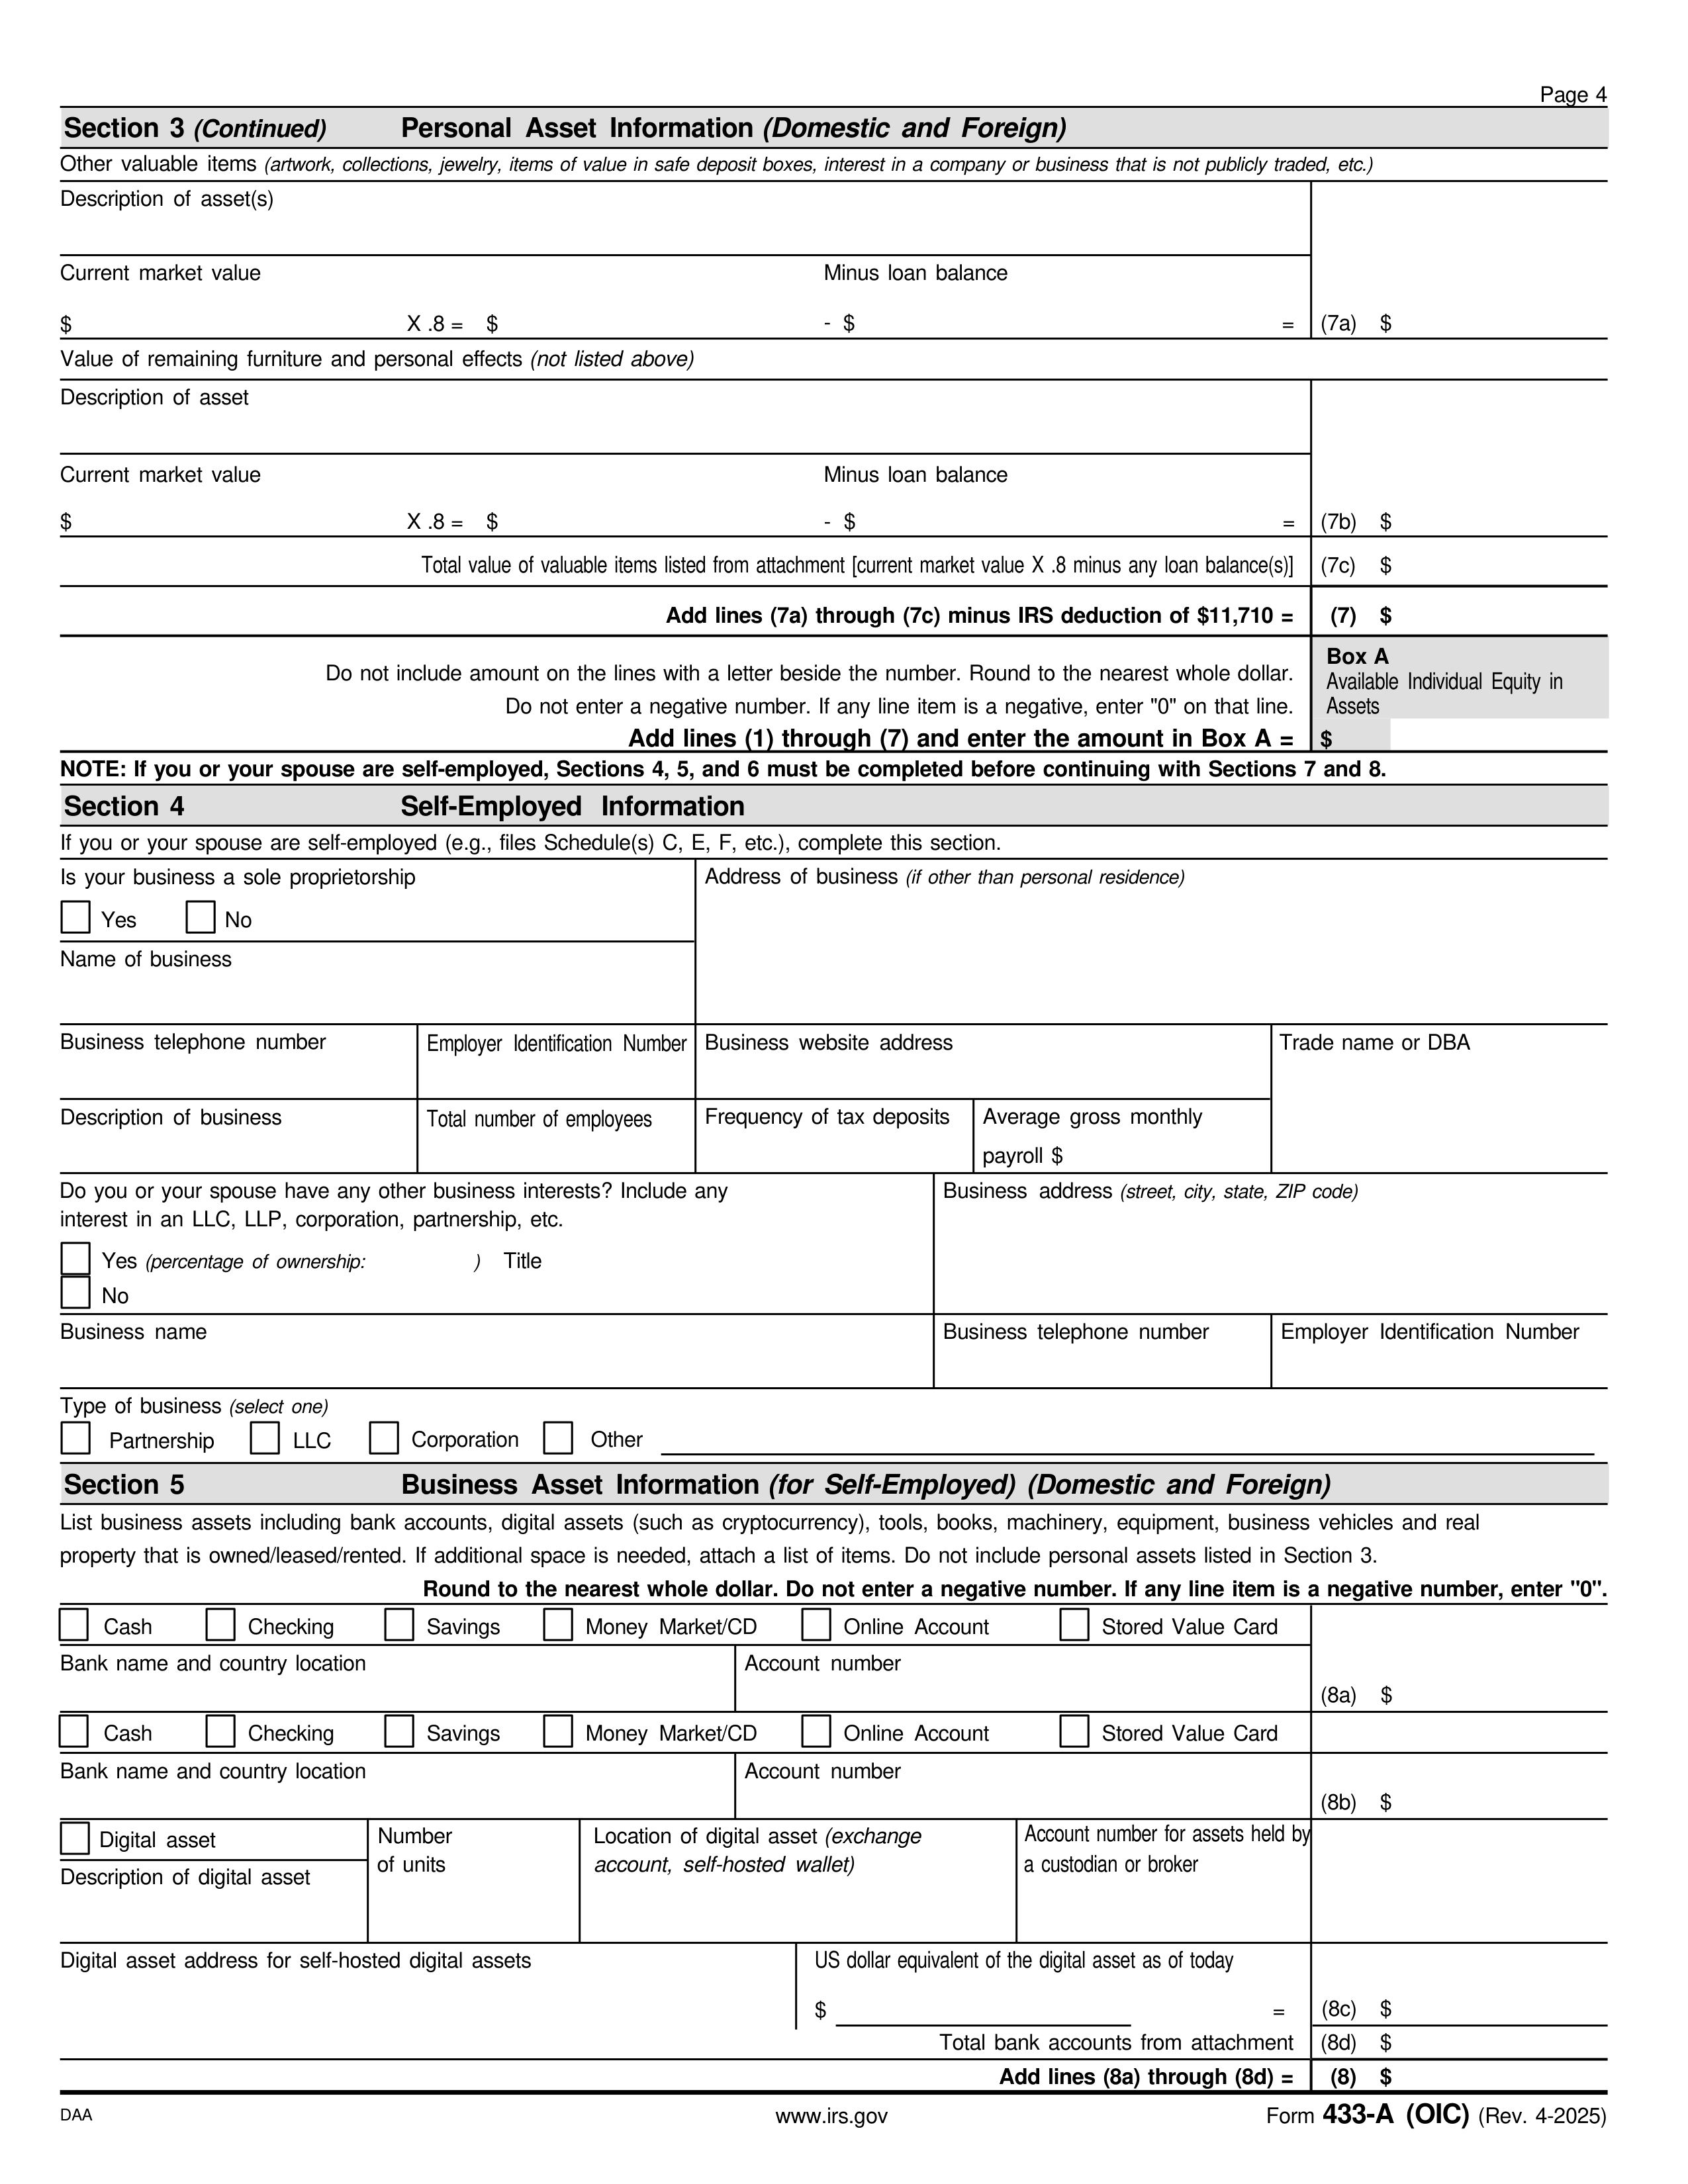 Page 4
Section 3 (Continued) Personal Asset Information (Domestic and Foreign)
Other valuable items (artwork, collections, jewelry, items of value in safe deposit boxes, interest in a company or business that is not publicly traded, etc.)
Description of asset(s)
Current market value Minus loan balance
$ X .8 = $ - $ = (7a) $
Value of remaining furniture and personal effects (not listed above)
Description of asset
Current market value Minus loan balance
$ X .8 = $ - $ = (7b) $
Total value of valuable items listed from attachment [current market value X .8 minus any loan balance(s)] (7c) $
Add lines (7a) through (7c) minus IRS deduction of $11,710 = (7) $
Do not include amount on the lines with a letter beside the number. Round to the nearest whole dollar.
Do not enter a negative number. If any line item is a negative, enter "0" on that line.
Add lines (1) through (7) and enter the amount in Box A =
Box A
Available Individual Equity in
Assets
$
NOTE: If you or your spouse are self-employed, Sections 4, 5, and 6 must be completed before continuing with Sections 7 and 8.
Section 4 Self-Employed Information
If you or your spouse are self-employed (e.g., files Schedule(s) C, E, F, etc.), complete this section.
Is your business a sole proprietorship
Yes No
Address of business (if other than personal residence)
Name of business
Business telephone number Employer Identification Number Business website address Trade name or DBA
Description of business Total number of employees Frequency of tax deposits Average gross monthly
payroll $
Do you or your spouse have any other business interests? Include any
interest in an LLC, LLP, corporation, partnership, etc.
Yes (percentage of ownership: ) Title
No
Business address (street, city, state, ZIP code)
Business name Business telephone number Employer Identification Number
Type of business (select one)
Partnership LLC Corporation Other
Section 5 Business Asset Information (for Self-Employed) (Domestic and Foreign)
List business assets including bank accounts, digital assets (such as cryptocurrency), tools, books, machinery, equipment, business vehicles and real
property that is owned/leased/rented. If additional space is needed, attach a list of items. Do not include personal assets listed in Section 3.
Round to the nearest whole dollar. Do not enter a negative number. If any line item is a negative number, enter "0".
Cash Checking Savings Money Market/CD Online Account Stored Value Card
Bank name and country location Account number
(8a) $
Cash Checking Savings Money Market/CD Online Account Stored Value Card
Bank name and country location Account number
(8b) $
Digital asset
Description of digital asset
Number
of units
Location of digital asset (exchange
account, self-hosted wallet)
Account number for assets held by
a custodian or broker
Digital asset address for self-hosted digital assets US dollar equivalent of the digital asset as of today
$ = (8c) $
Total bank accounts from attachment (8d) $
Add lines (8a) through (8d) = (8) $
DAA www.irs.gov Form 433-A (OIC) (Rev. 4-2025)